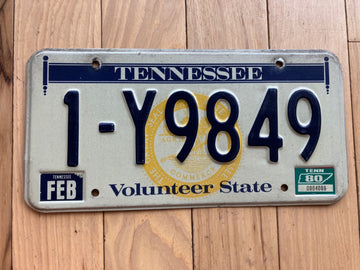 TENNESSEE
1-Y9849
TENNESSEE
FEB
TENN
80
Volunteer State